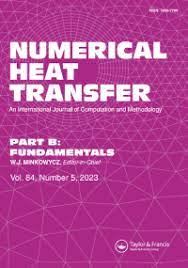 NUMERICAL
HEAT
TRANSFER
An International Journal of Computation and Methodology
PART B:
FUNDAMENTALS
W.J. MINKOWYCZ, Editor-in-Chief
Vol. 84, Number 5, 2023
Taylor & Francis